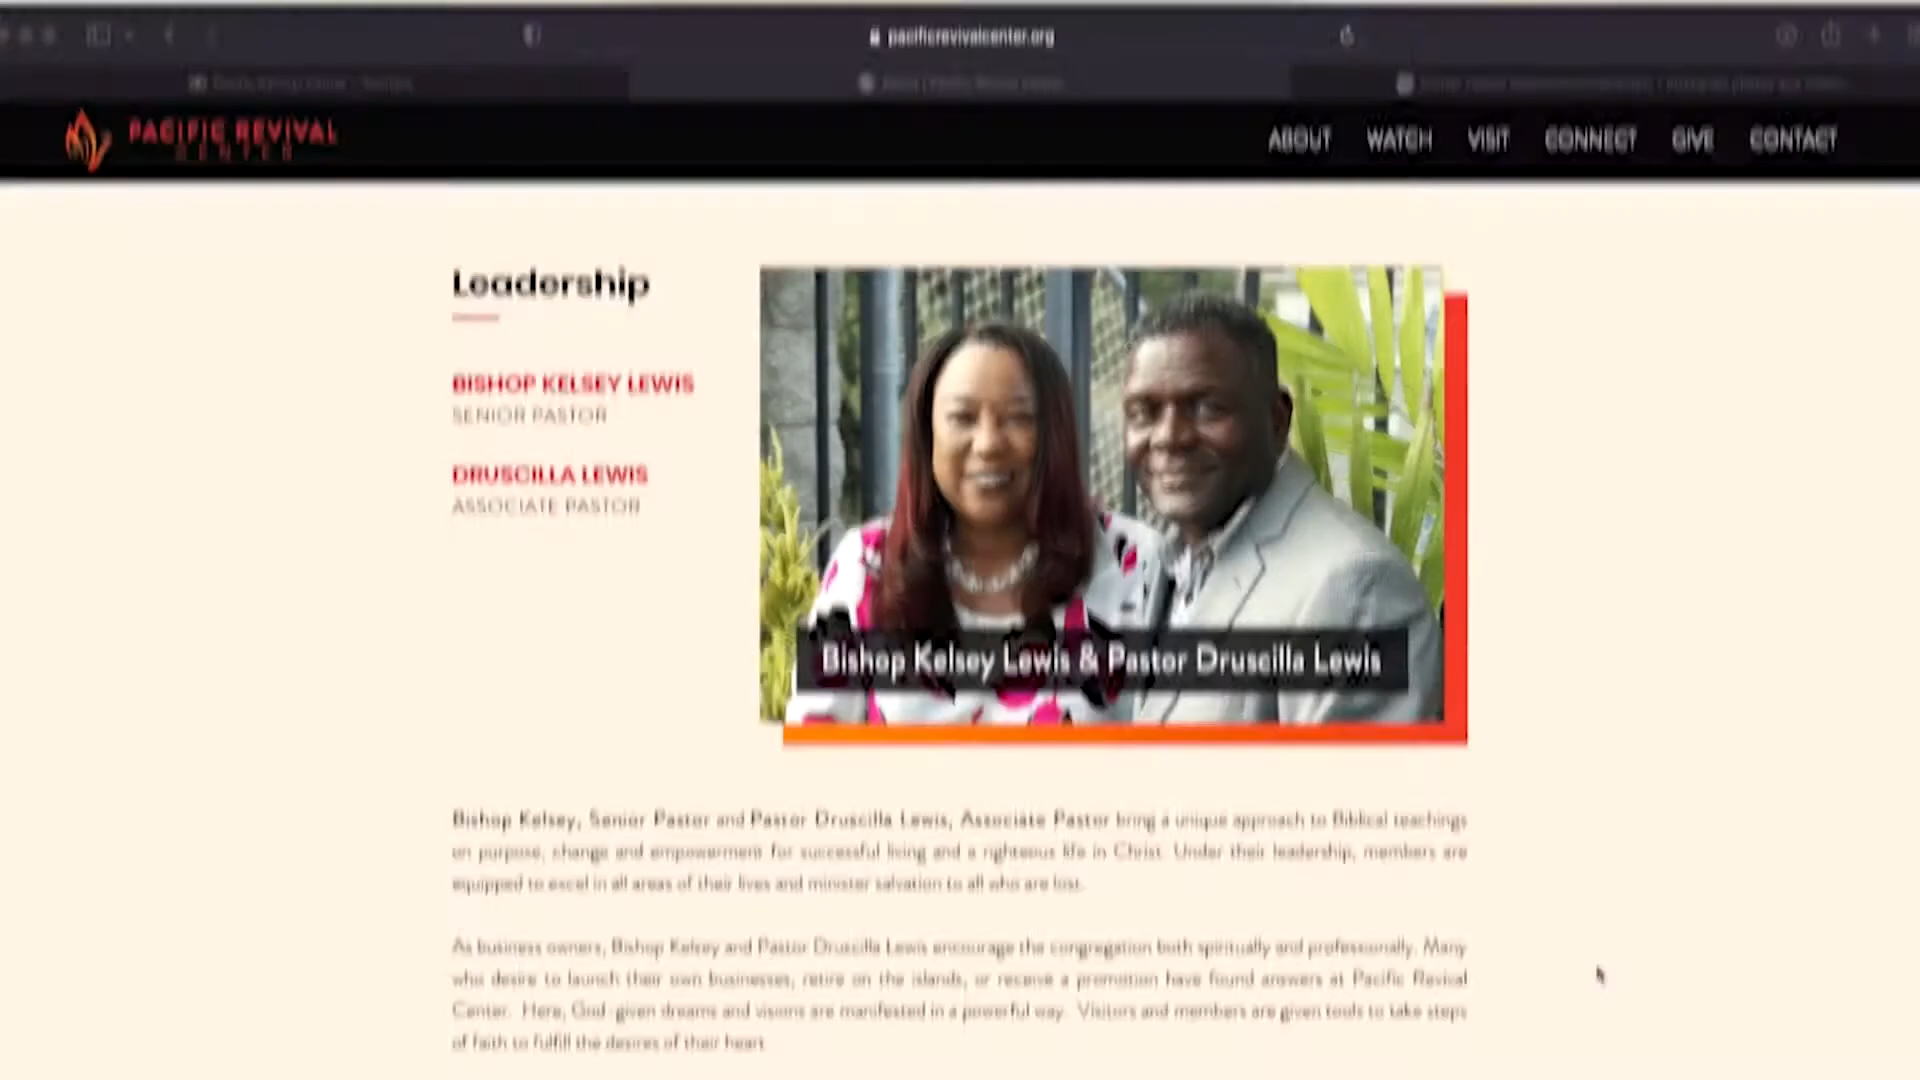 pacificrevivalcenter.org
PACIFIC REVIVAL
CENTER
ABOUT WATCH VISIT CONNECT GIVE CONTACT
Leadership
BISHOP KELSEY LEWIS
SENIOR PASTOR
DRUSCILLA LEWIS
ASSOCIATE PASTOR
Bishop Kelsey Lewis & Pastor Druscilla Lewis
Bishop Kelsey, Senior Pastor and Pastor Druscilla Lewis, Associate Pastor bring a unique approach to Biblical teachings
on purpose, change and empowerment for successful living and a righteous life in Christ. Under their leadership, members are
equipped to excel in all areas of their lives and minister salvation to all who are lost.
As business owners, Bishop Kelsey and Pastor Druscilla Lewis encourage the congregation both spiritually and professionally. Many
who desire to launch their own businesses, retire on the islands, or receive a promotion have found answers at Pacific Revival
Center. Here, God-given dreams and visions are manifested in a powerful way. Visitors and members are given tools to take steps
of faith to fulfill the desires of their heart.